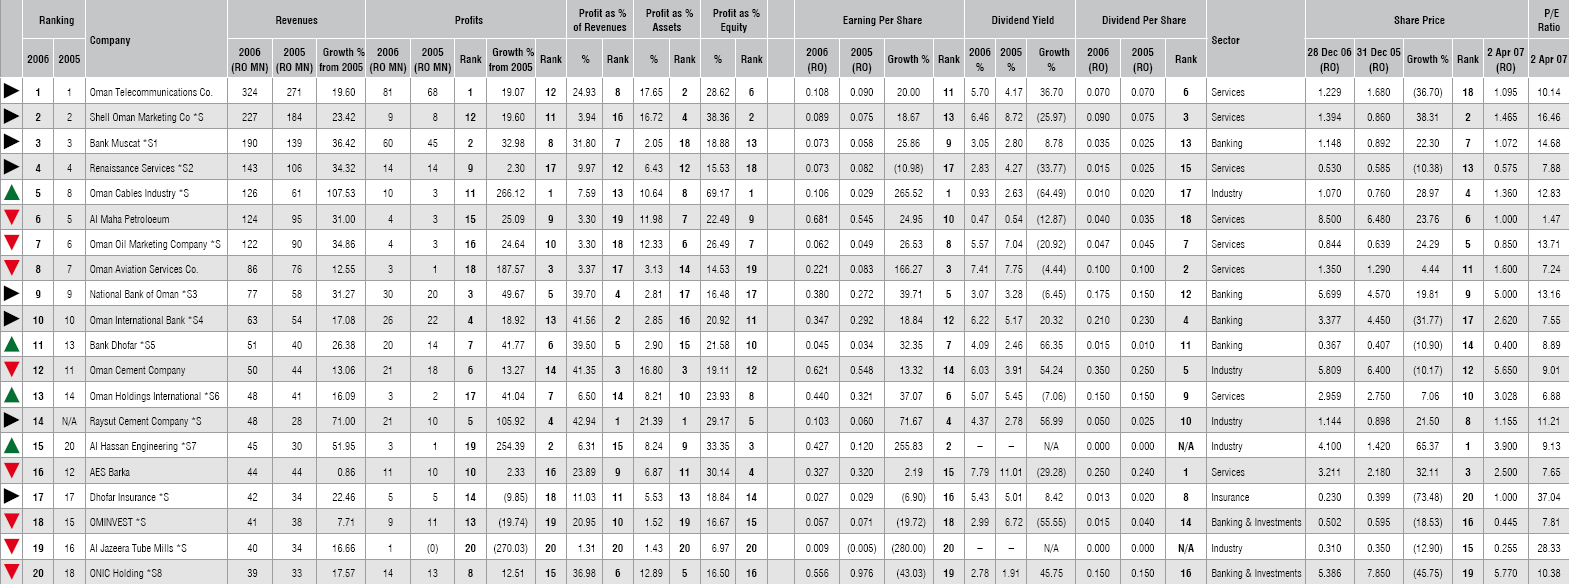 Ranking Company Revenues Profits Profit as % of Revenues Profit as % Assets Profit as % Equity Earning Per Share Dividend Yield Dividend Per Share Sector Share Price P/E Ratio
2006 2005 2006 (RO MN) 2005 (RO MN) Growth % from 2005 2006 (RO MN) 2005 (RO MN) Rank Growth % from 2005 Rank % Rank % Rank % Rank 2006 (RO) 2005 (RO) Growth % Rank 2006 % 2005 % Growth % 2006 (RO) 2005 (RO) Rank 28 Dec 06 (RO) 31 Dec 05 (RO) Growth % Rank 2 Apr 07 (RO) 2 Apr 07
1 1 Oman Telecommunications Co. 324 271 19.60 81 68 1 19.07 12 24.93 8 17.65 2 28.62 6 0.108 0.090 20.00 11 5.70 4.17 36.70 0.070 0.070 6 Services 1.229 1.680 (36.70) 18 1.095 10.14
2 2 Shell Oman Marketing Co *S 227 184 23.42 9 8 12 19.60 11 3.94 16 16.72 4 38.36 2 0.089 0.075 18.67 13 6.46 8.72 (25.97) 0.090 0.075 3 Services 1.394 0.860 38.31 2 1.465 16.46
3 3 Bank Muscat *S1 190 139 36.42 60 45 2 32.98 8 31.80 7 2.05 18 18.88 13 0.073 0.058 25.86 9 3.05 2.80 8.78 0.035 0.025 13 Banking 1.148 0.892 22.30 7 1.072 14.68
4 4 Renaissance Services *S2 143 106 34.32 14 14 9 2.30 17 9.97 12 6.43 12 15.53 18 0.073 0.082 (10.98) 17 2.83 4.27 (33.77) 0.015 0.025 15 Services 0.530 0.585 (10.38) 13 0.575 7.88
5 8 Oman Cables Industry *S 126 61 107.53 10 3 11 266.12 1 7.59 13 10.64 8 69.17 1 0.106 0.029 265.52 1 0.93 2.63 (64.49) 0.010 0.020 17 Industry 1.070 0.760 28.97 4 1.360 12.83
6 5 Al Maha Petroloeum 124 95 31.00 4 3 15 25.09 9 3.30 19 11.98 7 22.49 9 0.681 0.545 24.95 10 0.47 0.54 (12.87) 0.040 0.035 18 Services 8.500 6.480 23.76 6 1.000 1.47
7 6 Oman Oil Marketing Company *S 122 90 34.86 4 3 16 24.64 10 3.30 18 12.33 6 26.49 7 0.062 0.049 26.53 8 5.57 7.04 (20.92) 0.047 0.045 7 Services 0.844 0.639 24.29 5 0.850 13.71
8 7 Oman Aviation Services Co. 86 76 12.55 3 1 18 187.57 3 3.37 17 3.13 14 14.53 19 0.221 0.083 166.27 3 7.41 7.75 (4.44) 0.100 0.100 2 Services 1.350 1.290 4.44 11 1.600 7.24
9 9 National Bank of Oman *S3 77 58 31.27 30 20 3 49.67 5 39.70 4 2.81 17 16.48 17 0.380 0.272 39.71 5 3.07 3.28 (6.45) 0.175 0.150 12 Banking 5.699 4.570 19.81 9 5.000 13.16
10 10 Oman International Bank *S4 63 54 17.08 26 22 4 18.92 13 41.56 2 2.85 16 20.92 11 0.347 0.292 18.84 12 6.22 5.17 20.32 0.210 0.230 4 Banking 3.377 4.450 (31.77) 17 2.620 7.55
11 13 Bank Dhofar *S5 51 40 26.38 20 14 7 41.77 6 39.50 5 2.90 15 21.58 10 0.045 0.034 32.35 7 4.09 2.46 66.35 0.015 0.010 11 Banking 0.367 0.407 (10.90) 14 0.400 8.89
12 11 Oman Cement Company 50 44 13.06 21 18 6 13.27 14 41.35 3 16.80 3 19.11 12 0.621 0.548 13.32 14 6.03 3.91 54.24 0.350 0.250 5 Industry 5.809 6.400 (10.17) 12 5.650 9.01
13 14 Oman Holdings International *S6 48 41 16.09 3 2 17 41.04 7 6.50 14 8.21 10 23.93 8 0.440 0.321 37.07 6 5.07 5.45 (7.06) 0.150 0.150 9 Services 2.959 2.750 7.06 10 3.028 6.88
14 N/A Raysut Cement Company *S 48 28 71.00 21 10 5 105.92 4 42.94 1 21.39 1 29.17 5 0.103 0.060 71.67 4 4.37 2.78 56.99 0.050 0.025 10 Industry 1.144 0.898 21.50 8 1.155 11.21
15 20 Al Hassan Engineering *S7 45 30 51.95 3 1 19 254.39 2 6.31 15 8.24 9 33.35 3 0.427 0.120 255.83 2 – – N/A 0.000 0.000 N/A Industry 4.100 1.420 65.37 1 3.900 9.13
16 12 AES Barka 44 44 0.86 11 10 10 2.33 16 23.89 9 6.87 11 30.14 4 0.327 0.320 2.19 15 7.79 11.01 (29.28) 0.250 0.240 1 Services 3.211 2.180 32.11 3 2.500 7.65
17 17 Dhofar Insurance *S 42 34 22.46 5 5 14 (9.85) 18 11.03 11 5.53 13 18.84 14 0.027 0.029 (6.90) 16 5.43 5.01 8.42 0.013 0.020 8 Insurance 0.230 0.399 (73.48) 20 1.000 37.04
18 15 OMINVEST *S 41 38 7.71 9 11 13 (19.74) 19 20.95 10 1.52 19 16.67 15 0.057 0.071 (19.72) 18 2.99 6.72 (55.55) 0.015 0.040 14 Banking & Investments 0.502 0.595 (18.53) 16 0.445 7.81
19 16 Al Jazeera Tube Mills *S 40 34 16.66 1 (0) 20 (270.03) 20 1.31 20 1.43 20 6.97 20 0.009 (0.005) (280.00) 20 – – N/A 0.000 0.000 N/A Industry 0.310 0.350 (12.90) 15 0.255 28.33
20 18 ONIC Holding *S8 39 33 17.57 14 13 8 12.51 15 36.98 6 12.89 5 16.50 16 0.556 0.976 (43.03) 19 2.78 1.91 45.75 0.150 0.150 16 Banking & Investments 5.386 7.850 (45.75) 19 5.770 10.38